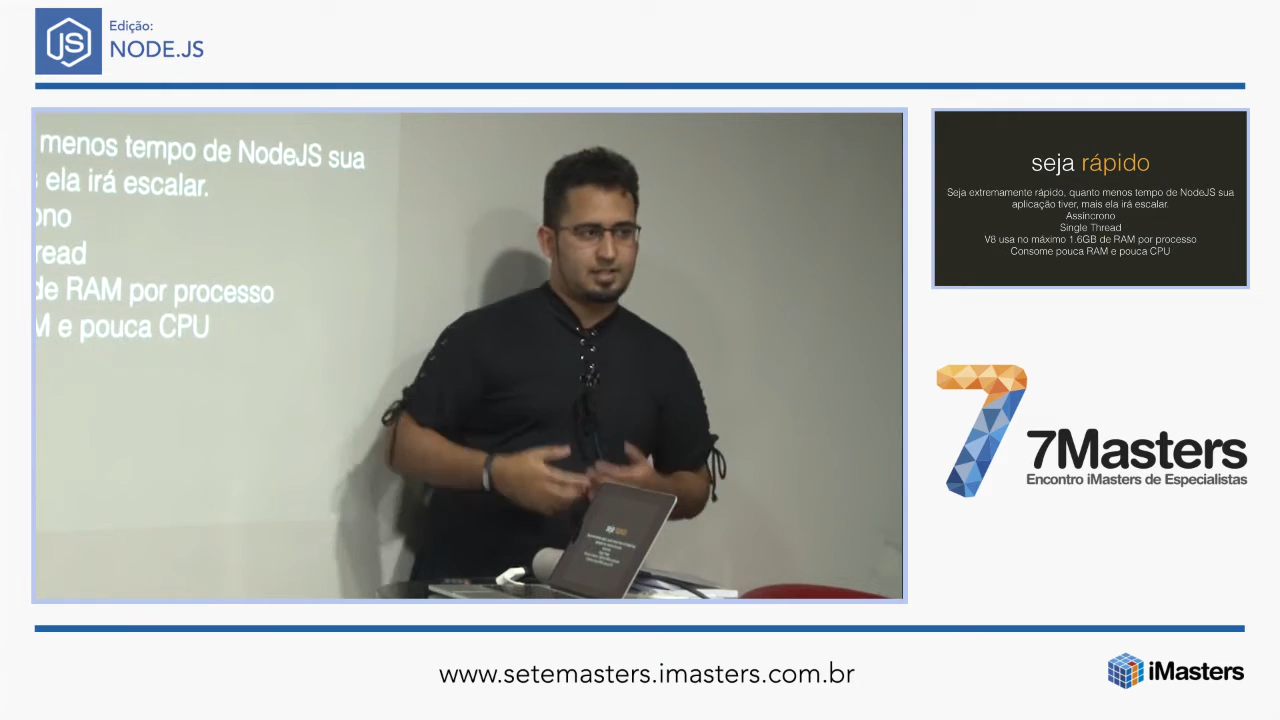 JS
Edição:
NODE.JS
menos tempo de NodeJS sua
ela irá escalar.
ono
read
de RAM por processo
M e pouca CPU
seja rápido
Seja extremamente rápido, quanto menos tempo de NodeJS sua
aplicação tiver, mais ela irá escalar.
Assíncrono
Single Thread
V8 usa no máximo 1.6GB de RAM por processo
Consome pouca RAM e pouca CPU
7
7Masters
Encontro iMasters de Especialistas
www.setemasters.imasters.com.br
iMasters